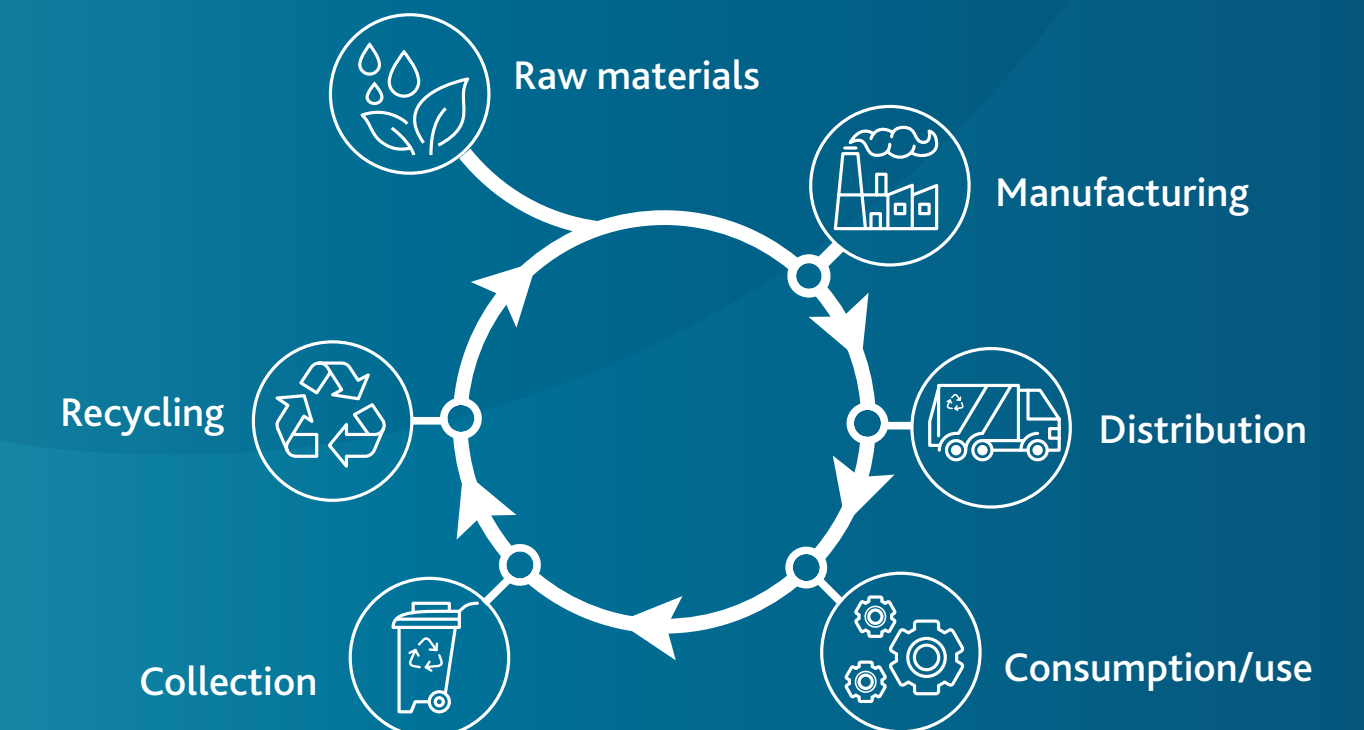 Raw materials
Manufacturing
Distribution
Consumption/use
Collection
Recycling